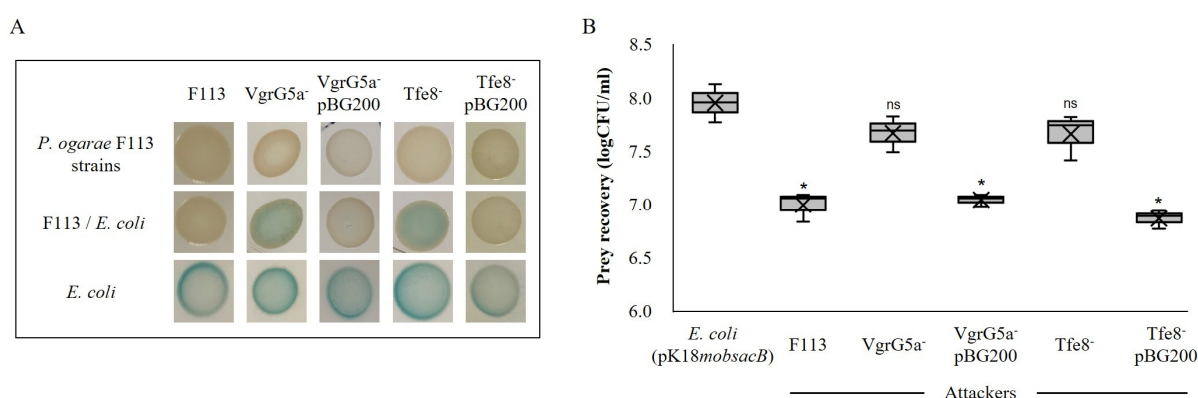 A
F113 VgrG5a- VgrG5a- pBG200 Tfe8- Tfe8- pBG200
P. ogarae F113
strains
F113 / E. coli
E. coli
B
Prey recovery (logCFU/ml)
8.5
8.0
7.5
7.0
6.5
6.0
*
ns
*
ns
*
E. coli
(pK18mobsacB)
F113
VgrG5a-
VgrG5a-
pBG200
Tfe8-
Tfe8-
pBG200
Attackers